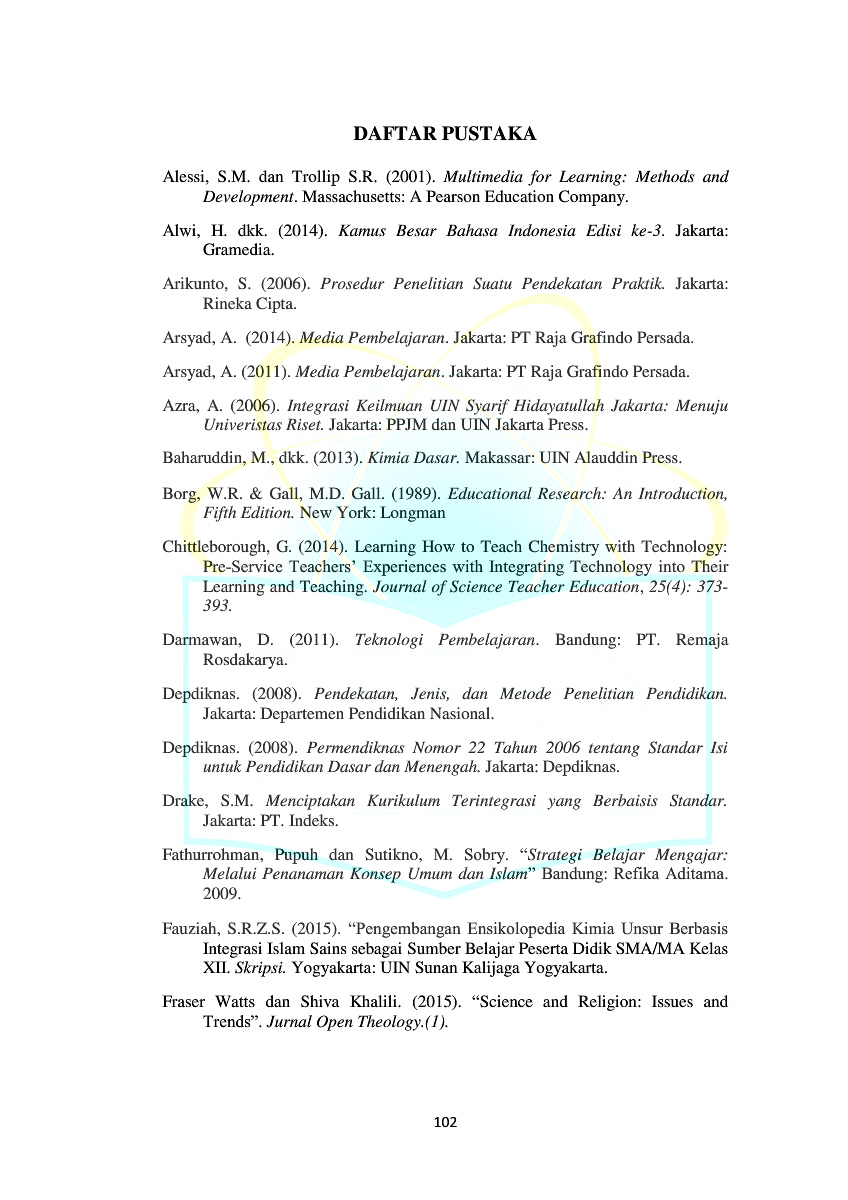 DAFTAR PUSTAKA
Alessi, S.M. dan Trollip S.R. (2001). Multimedia for Learning: Methods and
Development. Massachusetts: A Pearson Education Company.
Alwi, H. dkk. (2014). Kamus Besar Bahasa Indonesia Edisi ke-3. Jakarta:
Gramedia.
Arikunto, S. (2006). Prosedur Penelitian Suatu Pendekatan Praktik. Jakarta:
Rineka Cipta.
Arsyad, A. (2014). Media Pembelajaran. Jakarta: PT Raja Grafindo Persada.
Arsyad, A. (2011). Media Pembelajaran. Jakarta: PT Raja Grafindo Persada.
Azra, A. (2006). Integrasi Keilmuan UIN Syarif Hidayatullah Jakarta: Menuju
Univeristas Riset. Jakarta: PPJM dan UIN Jakarta Press.
Baharuddin, M., dkk. (2013). Kimia Dasar. Makassar: UIN Alauddin Press.
Borg, W.R. & Gall, M.D. Gall. (1989). Educational Research: An Introduction,
Fifth Edition. New York: Longman
Chittleborough, G. (2014). Learning How to Teach Chemistry with Technology:
Pre-Service Teachers’ Experiences with Integrating Technology into Their
Learning and Teaching. Journal of Science Teacher Education, 25(4): 373-
393.
Darmawan, D. (2011). Teknologi Pembelajaran. Bandung: PT. Remaja
Rosdakarya.
Depdiknas. (2008). Pendekatan, Jenis, dan Metode Penelitian Pendidikan.
Jakarta: Departemen Pendidikan Nasional.
Depdiknas. (2008). Permendiknas Nomor 22 Tahun 2006 tentang Standar Isi
untuk Pendidikan Dasar dan Menengah. Jakarta: Depdiknas.
Drake, S.M. Menciptakan Kurikulum Terintegrasi yang Berbaisis Standar.
Jakarta: PT. Indeks.
Fathurrohman, Pupuh dan Sutikno, M. Sobry. “Strategi Belajar Mengajar:
Melalui Penanaman Konsep Umum dan Islam” Bandung: Refika Aditama.
2009.
Fauziah, S.R.Z.S. (2015). “Pengembangan Ensikolopedia Kimia Unsur Berbasis
Integrasi Islam Sains sebagai Sumber Belajar Peserta Didik SMA/MA Kelas
XII. Skripsi. Yogyakarta: UIN Sunan Kalijaga Yogyakarta.
Fraser Watts dan Shiva Khalili. (2015). “Science and Religion: Issues and
Trends”. Jurnal Open Theology.(1).
102